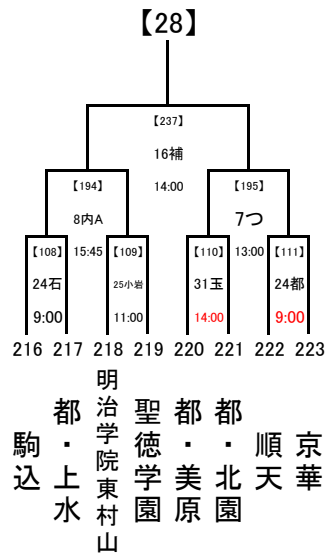 【28】
【237】
16補
14:00
【194】
【195】
8内A
7つ
15:45
13:00
【108】
【109】
【110】
【111】
24石
25小岩
31玉
24都
9:00
11:00
14:00
9:00
216 217 218 219 220 221 222 223
駒込
都・上水
明治学院東村山
聖徳学園
都・美原
都・北園
順天
京華